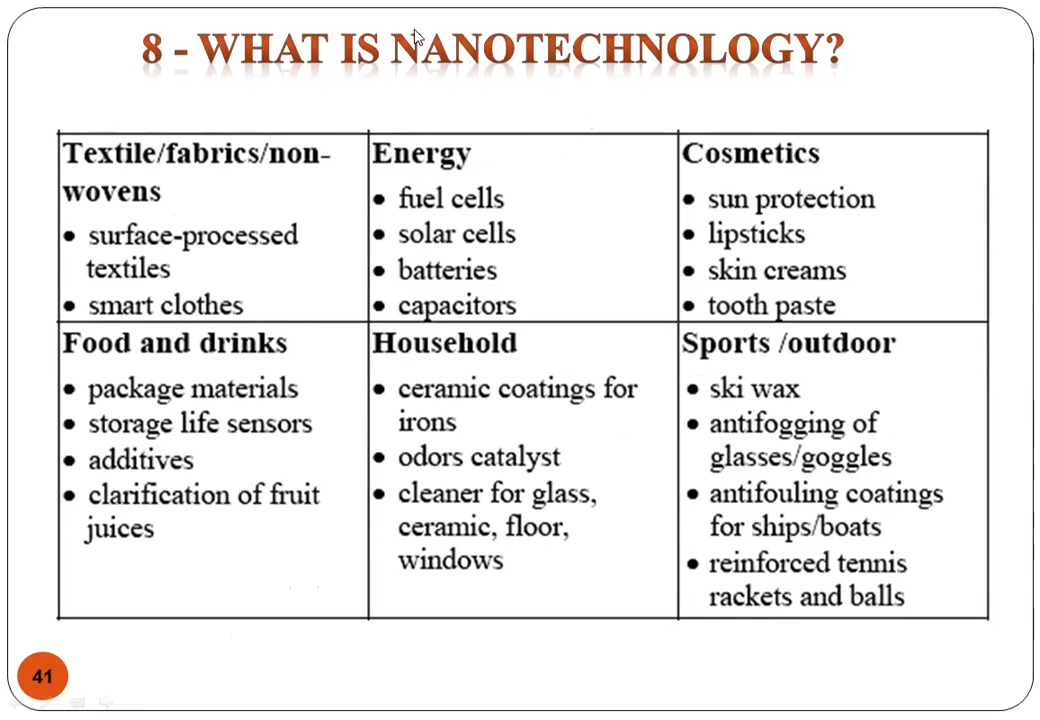 8 - WHAT IS NANOTECHNOLOGY?
Textile/fabrics/non-
wovens
• surface-processed
textiles
• smart clothes
Energy
• fuel cells
• solar cells
• batteries
• capacitors
Cosmetics
• sun protection
• lipsticks
• skin creams
• tooth paste
Food and drinks
• package materials
• storage life sensors
• additives
• clarification of fruit
juices
Household
• ceramic coatings for
irons
• odors catalyst
• cleaner for glass,
ceramic, floor,
windows
Sports /outdoor
• ski wax
• antifogging of
glasses/goggles
• antifouling coatings
for ships/boats
• reinforced tennis
rackets and balls
41